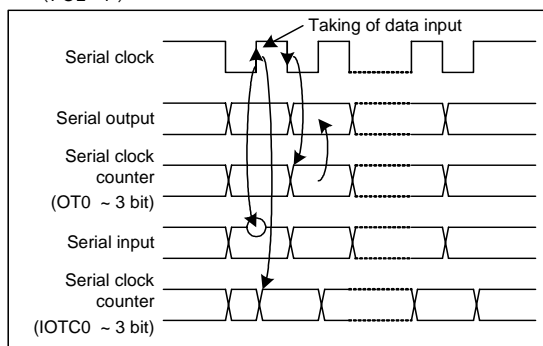 Taking of data input
Serial clock
Serial output
Serial clock
counter
(OT0 ~ 3 bit)
Serial input
Serial clock
counter
(IOTC0 ~ 3 bit)